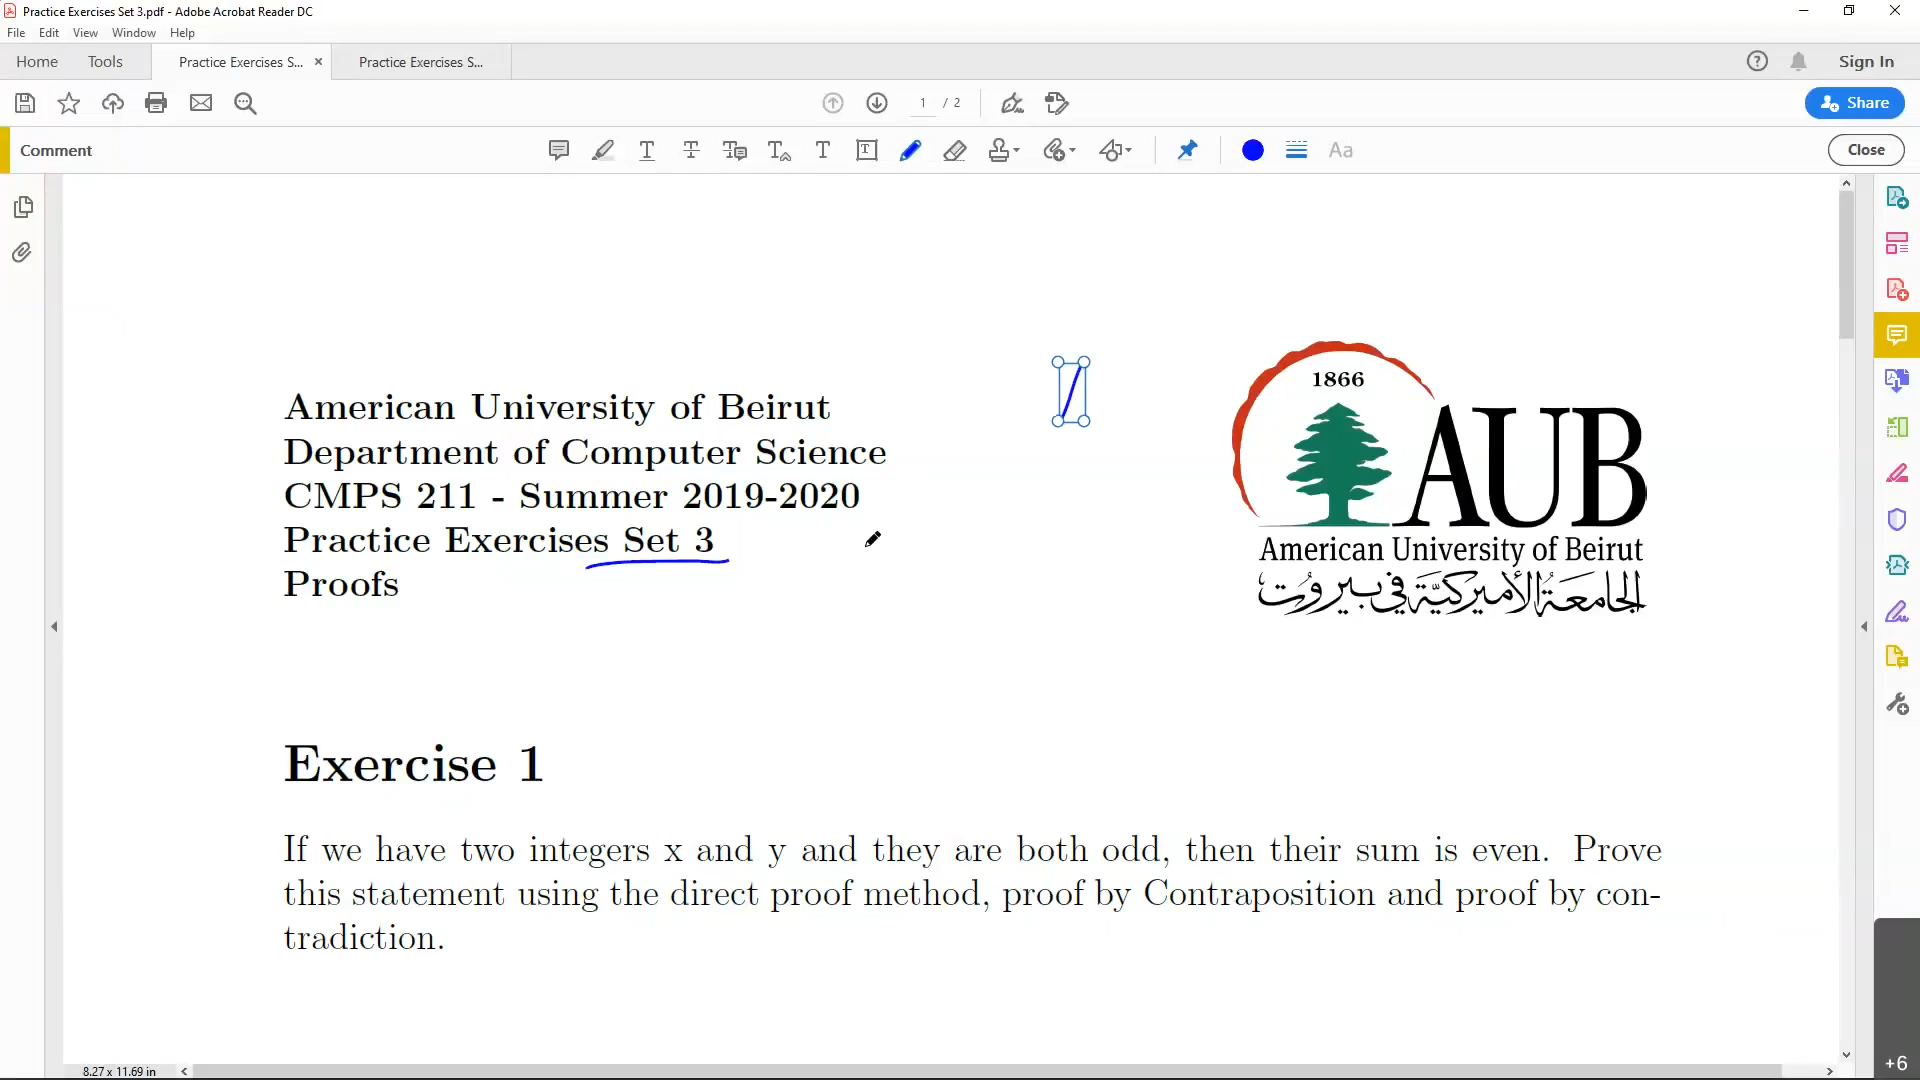 Practice Exercises Set 3.pdf - Adobe Acrobat Reader DC
File Edit View Window Help
Home Tools Practice Exercises S... × Practice Exercises S... Sign In
1 / 2 Share
Comment Aa Close
1866
AUB
American University of Beirut
الجامعة الأميركية في بيروت
American University of Beirut
Department of Computer Science
CMPS 211 - Summer 2019-2020
Practice Exercises Set 3
Proofs
Exercise 1
If we have two integers x and y and they are both odd, then their sum is even. Prove
this statement using the direct proof method, proof by Contraposition and proof by con-
tradiction.
8.27 x 11.69 in
+6